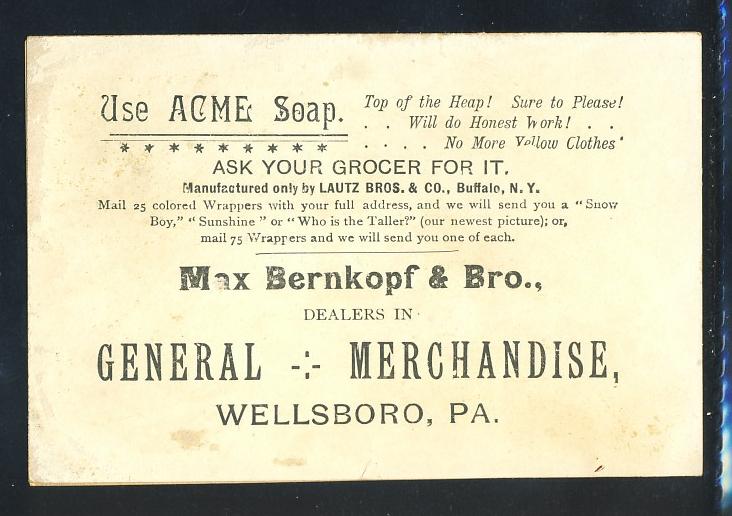 Use ACME Soap.
Top of the Heap! Sure to Please!
. . Will do Honest Work! . .
. . . . No More Yellow Clothes
* * * * * * * * *
ASK YOUR GROCER FOR IT.
Manufactured only by LAUTZ BROS. & CO., Buffalo, N. Y.
Mail 25 colored Wrappers with your full address, and we will send you a "Snow
Boy," "Sunshine" or "Who is the Taller?" (our newest picture); or,
mail 75 Wrappers and we will send you one of each.
Max Bernkopf & Bro.,
DEALERS IN
GENERAL -:- MERCHANDISE,
WELLSBORO, PA.